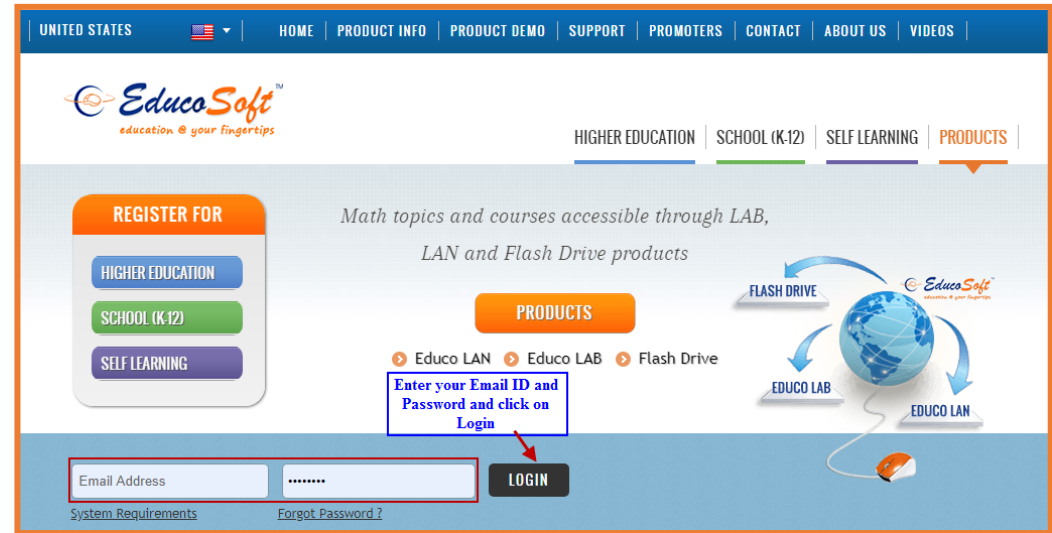 UNITED STATES
HOME PRODUCT INFO PRODUCT DEMO SUPPORT PROMOTERS CONTACT ABOUT US VIDEOS
EducoSoft TM
education @ your fingertips
HIGHER EDUCATION SCHOOL (K-12) SELF LEARNING PRODUCTS
REGISTER FOR
HIGHER EDUCATION
SCHOOL (K-12)
SELF LEARNING
Math topics and courses accessible through LAB,
LAN and Flash Drive products
PRODUCTS
Educo LAN Educo LAB Flash Drive
FLASH DRIVE
EducoSoft
education @ your fingertips
EDUCO LAB
EDUCO LAN
Enter your Email ID and
Password and click on
Login
Email Address •••••••• LOGIN
System Requirements Forgot Password ?